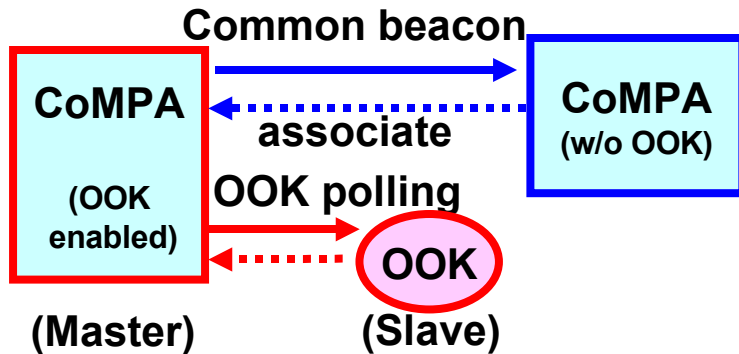 Common beacon
CoMPA
(OOK
enabled)
associate
CoMPA
(w/o OOK)
OOK polling
OOK
(Master)
(Slave)